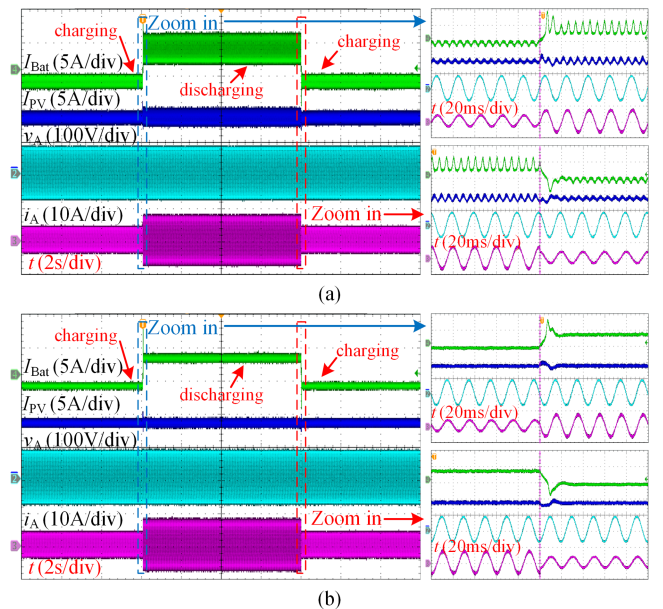 Zoom in
charging
charging
I_Bat (5A/div)
discharging
I_PV (5A/div)
v_A (100V/div)
i_A (10A/div)
Zoom in
t (2s/div)
t (20ms/div)
t (20ms/div)
(a)
Zoom in
charging
charging
I_Bat (5A/div)
discharging
I_PV (5A/div)
v_A (100V/div)
i_A (10A/div)
Zoom in
t (2s/div)
t (20ms/div)
t (20ms/div)
(b)